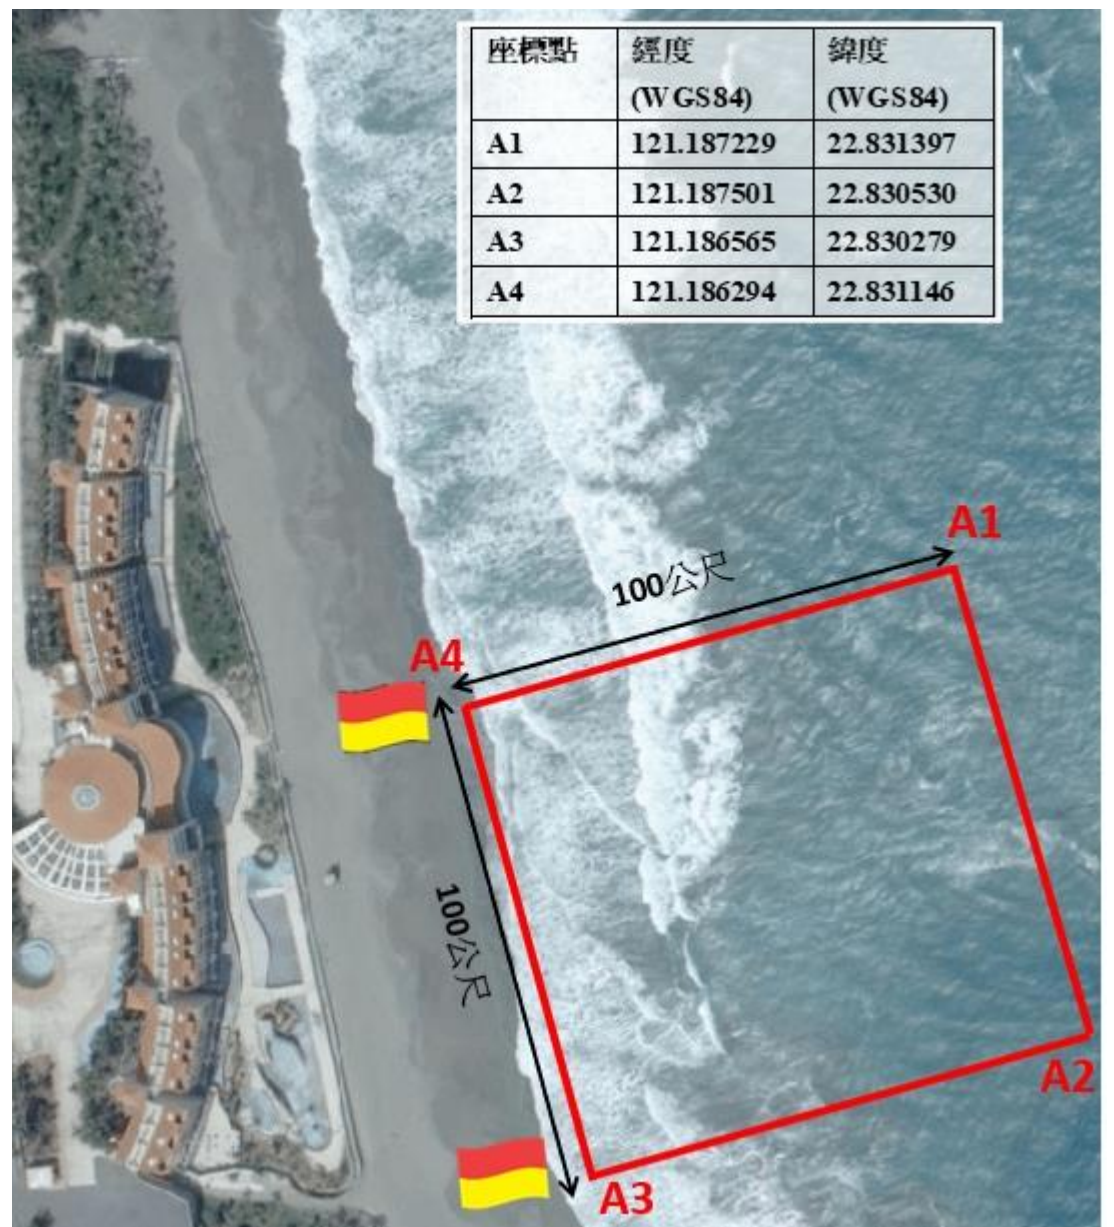 座標點 經度 緯度
(WGS84) (WGS84)
A1 121.187229 22.831397
A2 121.187501 22.830530
A3 121.186565 22.830279
A4 121.186294 22.831146
A1
100公尺
A4
100公尺
A2
A3